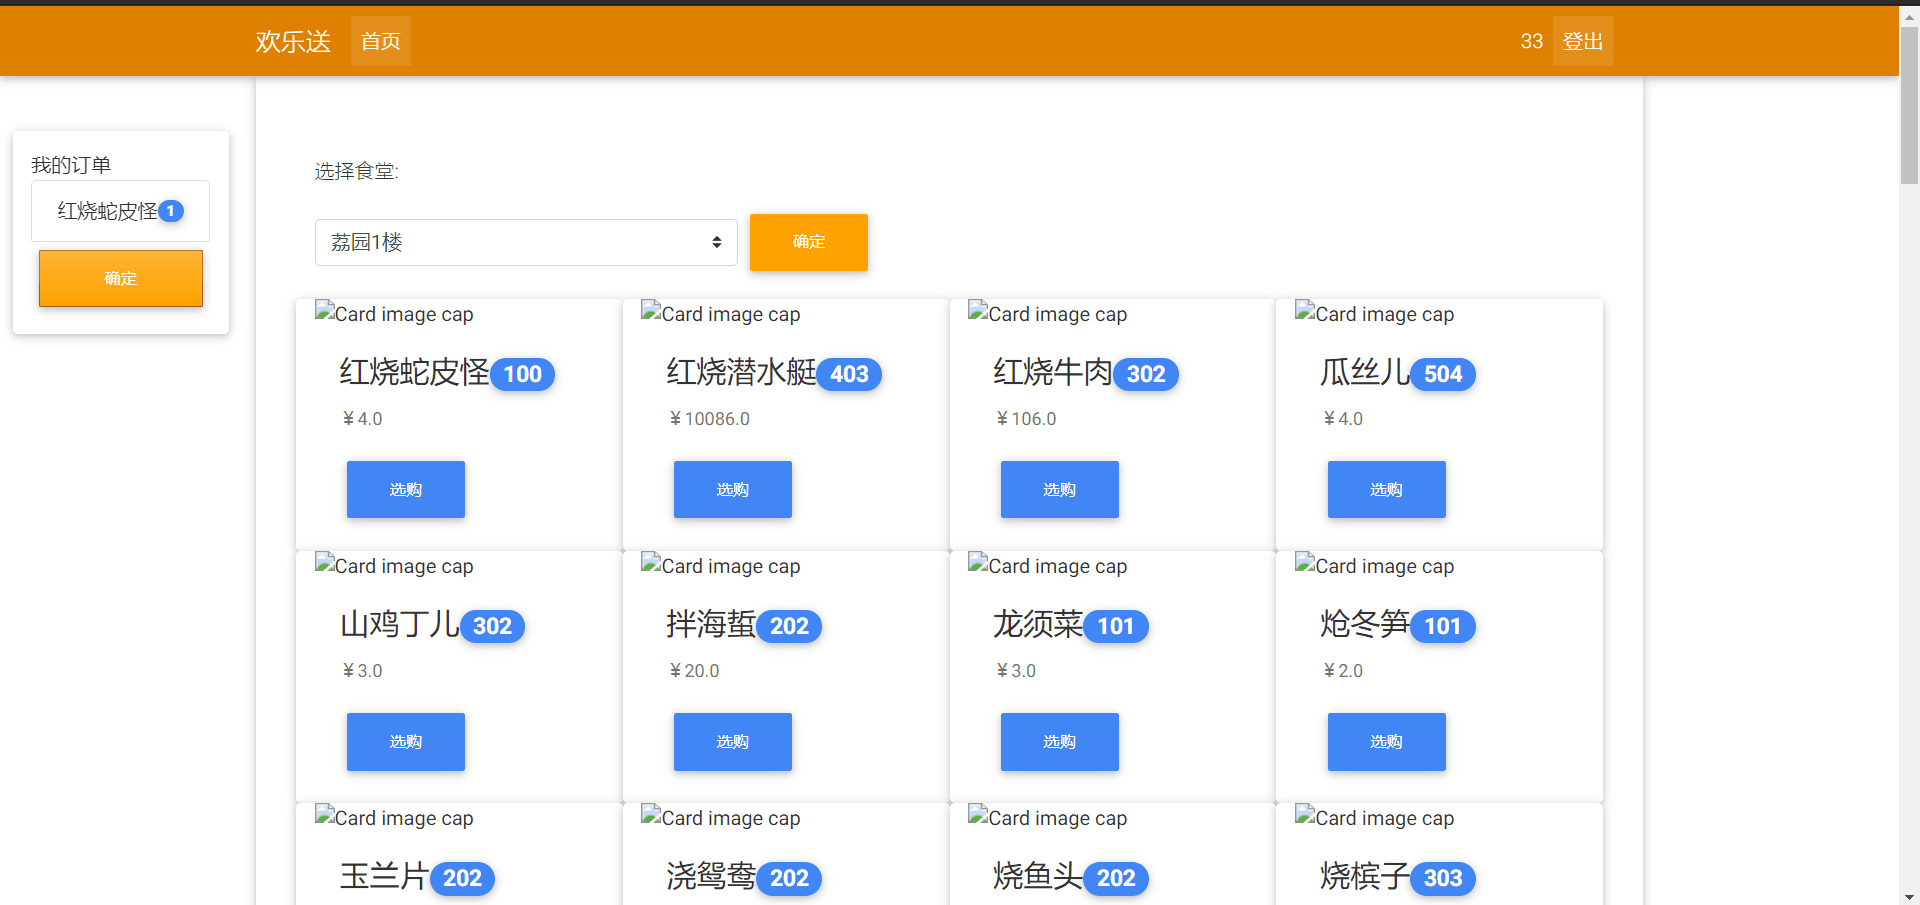 欢乐送 首页 33 登出
我的订单
红烧蛇皮怪 1
确定
选择食堂:
荔园1楼 确定
Card image cap Card image cap Card image cap Card image cap
红烧蛇皮怪 100 红烧潜水艇 403 红烧牛肉 302 瓜丝儿 504
¥ 4.0 ¥ 10086.0 ¥ 106.0 ¥ 4.0
选购 选购 选购 选购
Card image cap Card image cap Card image cap Card image cap
山鸡丁儿 302 拌海蜇 202 龙须菜 101 炝冬笋 101
¥ 3.0 ¥ 20.0 ¥ 3.0 ¥ 2.0
选购 选购 选购 选购
Card image cap Card image cap Card image cap Card image cap
玉兰片 202 浇鸳鸯 202 烧鱼头 202 烧槟子 303